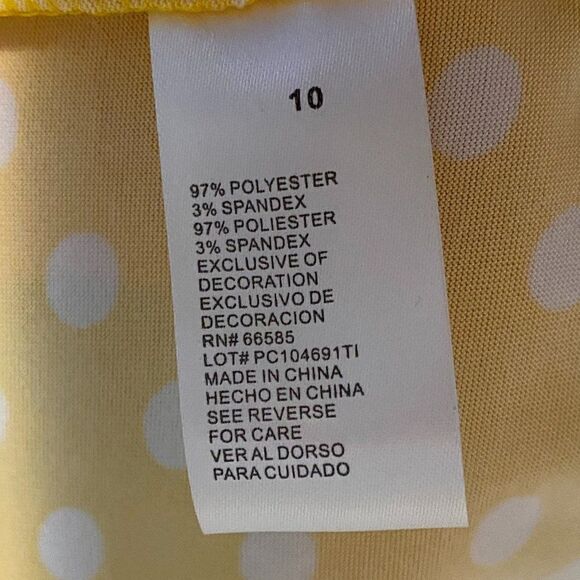 10
97% POLYESTER
3% SPANDEX
97% POLIESTER
3% SPANDEX
EXCLUSIVE OF
DECORATION
EXCLUSIVO DE
DECORACION
RN# 66585
LOT# PC104691TI
MADE IN CHINA
HECHO EN CHINA
SEE REVERSE
FOR CARE
VER AL DORSO
PARA CUIDADO